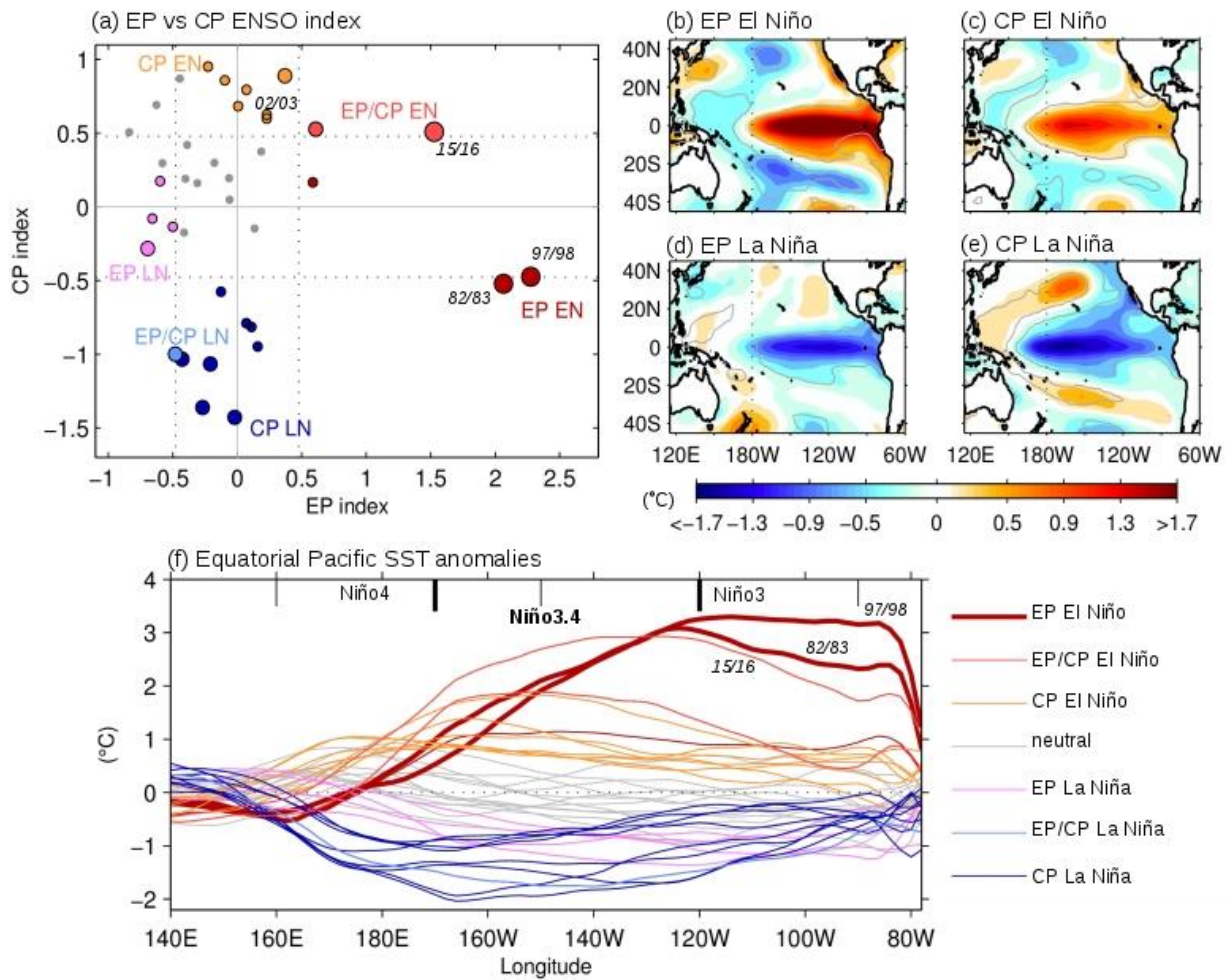 (a) EP vs CP ENSO index
1
0.5
0
−0.5
−1
−1.5
CP index
CP EN
02/03
EP/CP EN
15/16
EP LN
97/98
82/83
EP EN
EP/CP LN
CP LN
−1 −0.5 0 0.5 1 1.5 2 2.5
EP index
(b) EP El Niño
40N
20N
0
20S
40S
(c) CP El Niño
(d) EP La Niña
40N
20N
0
20S
40S
120E 180W 120W 60W
(e) CP La Niña
120E 180W 120W 60W
(°C)
<−1.7 −1.3 −0.9 −0.5 0 0.5 0.9 1.3 >1.7
(f) Equatorial Pacific SST anomalies
4
3
2
1
0
−1
−2
(°C)
Niño4
Niño3
Niño3.4
97/98
82/83
15/16
140E 160E 180E 160W 140W 120W 100W 80W
Longitude
EP El Niño
EP/CP El Niño
CP El Niño
neutral
EP La Niña
EP/CP La Niña
CP La Niña